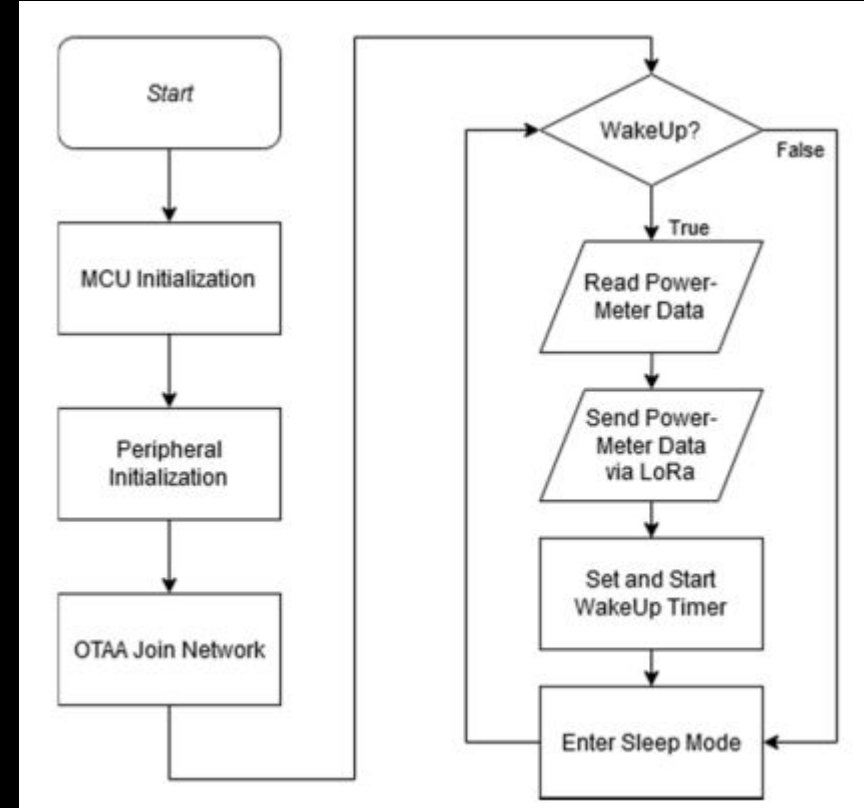 Start
MCU Initialization
Peripheral
Initialization
OTAA Join Network
WakeUp?
False
True
Read Power-
Meter Data
Send Power-
Meter Data
via LoRa
Set and Start
WakeUp Timer
Enter Sleep Mode